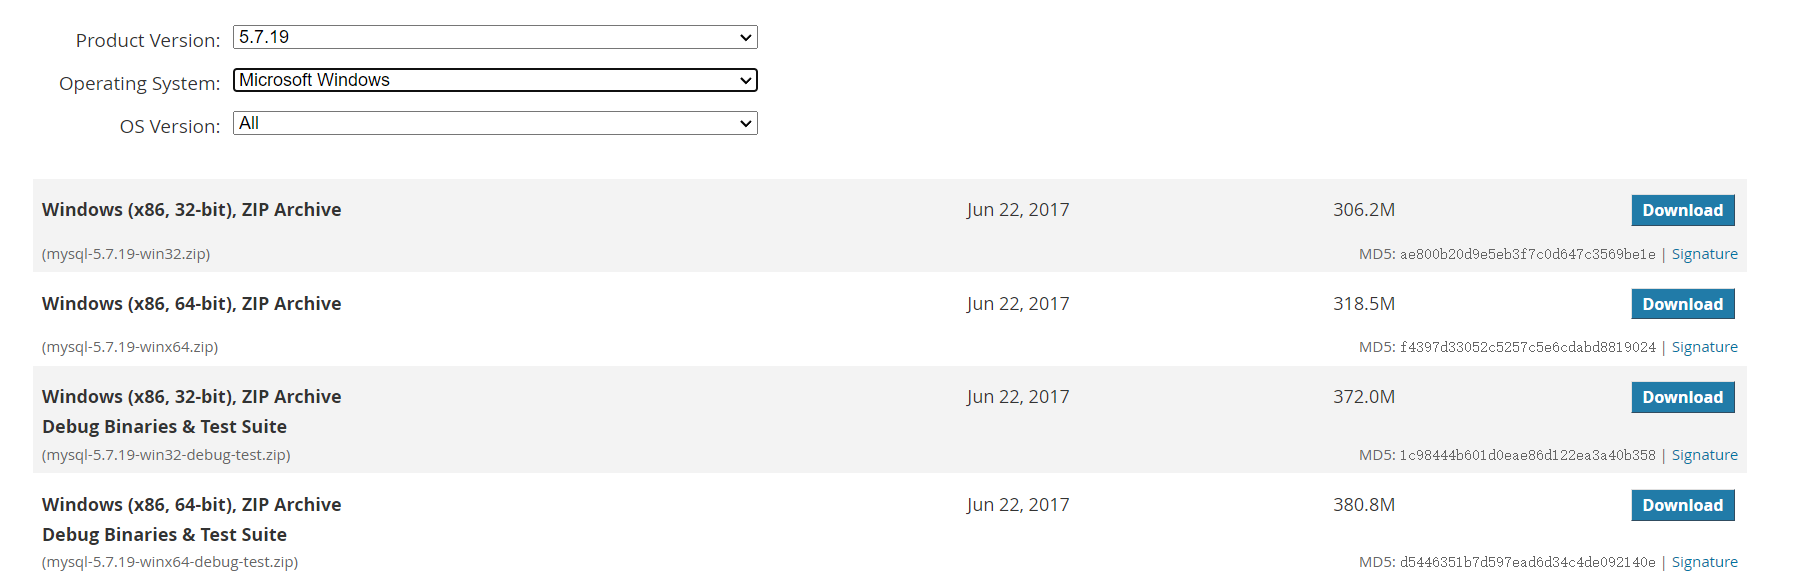 Product Version: 5.7.19
Operating System: Microsoft Windows
OS Version: All
Windows (x86, 32-bit), ZIP Archive Jun 22, 2017 306.2M Download
(mysql-5.7.19-win32.zip) MD5: ae800b20d9e5eb3f7c0d647c3569be1e | Signature
Windows (x86, 64-bit), ZIP Archive Jun 22, 2017 318.5M Download
(mysql-5.7.19-winx64.zip) MD5: f4397d33052c5257c5e6cdabd8819024 | Signature
Windows (x86, 32-bit), ZIP Archive Jun 22, 2017 372.0M Download
Debug Binaries & Test Suite
(mysql-5.7.19-win32-debug-test.zip) MD5: 1c98444b601d0eae86d122ea3a40b358 | Signature
Windows (x86, 64-bit), ZIP Archive Jun 22, 2017 380.8M Download
Debug Binaries & Test Suite
(mysql-5.7.19-winx64-debug-test.zip) MD5: d5446351b7d597ead6d34c4de092140e | Signature